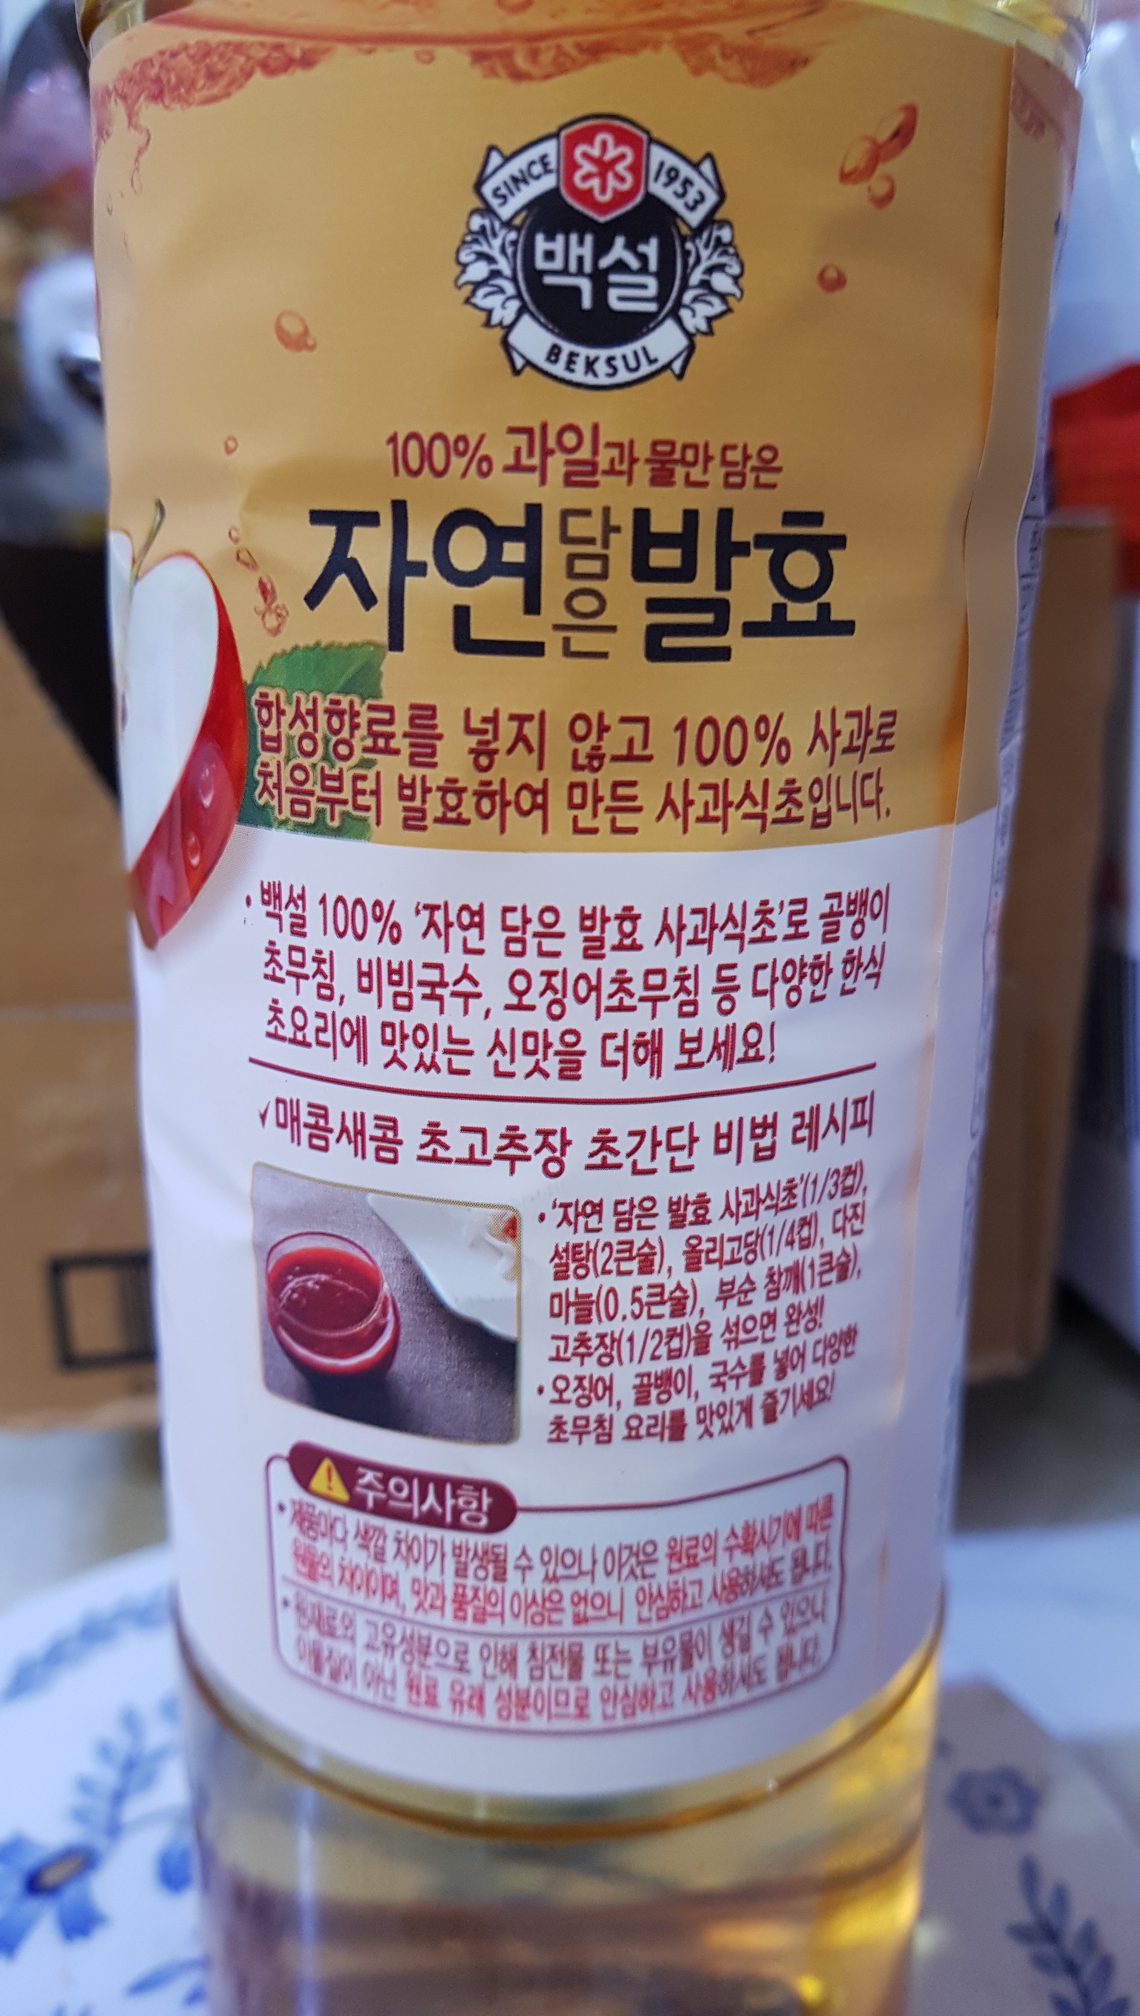 SINCE 1953
백설
BEKSUL
100% 과일과 물만 담은
자연담은발효
합성향료를 넣지 않고 100% 사과로
처음부터 발효하여 만든 사과식초입니다.
• 백설 100% ‘자연 담은 발효 사과식초’로 골뱅이
초무침, 비빔국수, 오징어초무침 등 다양한 한식
초요리에 맛있는 신맛을 더해 보세요!
✓매콤새콤 초고추장 초간단 비법 레시피
• ‘자연 담은 발효 사과식초’(1/3컵),
설탕(2큰술), 올리고당(1/4컵), 다진
마늘(0.5큰술), 부순 참깨(1큰술),
고추장(1/2컵)을 섞으면 완성!
• 오징어, 골뱅이, 국수를 넣어 다양한
초무침 요리를 맛있게 즐기세요!
주의사항
• 제품마다 색깔 차이가 발생될 수 있으나 이것은 원료의 수확시기에 따른
원물의 차이이며, 맛과 품질의 이상은 없으니 안심하고 사용하셔도 됩니다.
• 원재료의 고유성분으로 인해 침전물 또는 부유물이 생길 수 있으나
이물질이 아닌 원료 유래 성분이므로 안심하고 사용하셔도 됩니다.